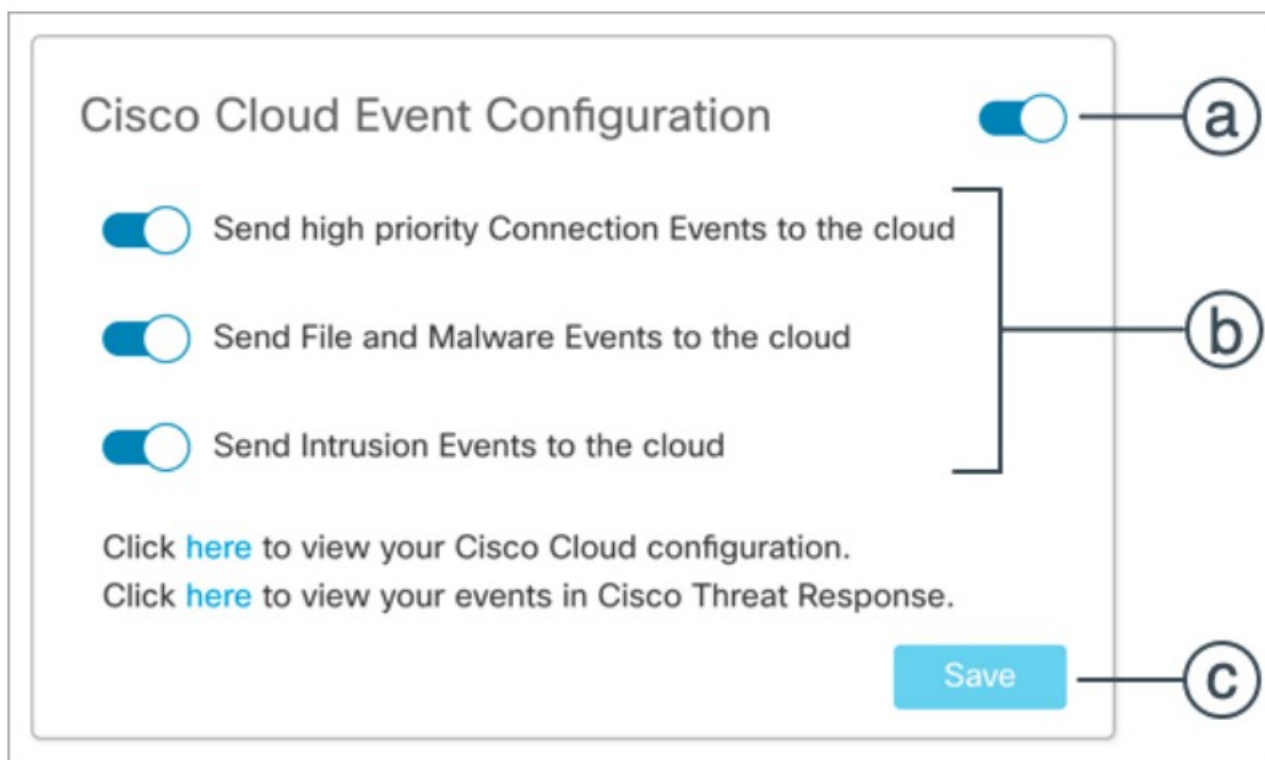 Cisco Cloud Event Configuration
a
Send high priority Connection Events to the cloud
Send File and Malware Events to the cloud
b
Send Intrusion Events to the cloud
Click here to view your Cisco Cloud configuration.
Click here to view your events in Cisco Threat Response.
Save
c